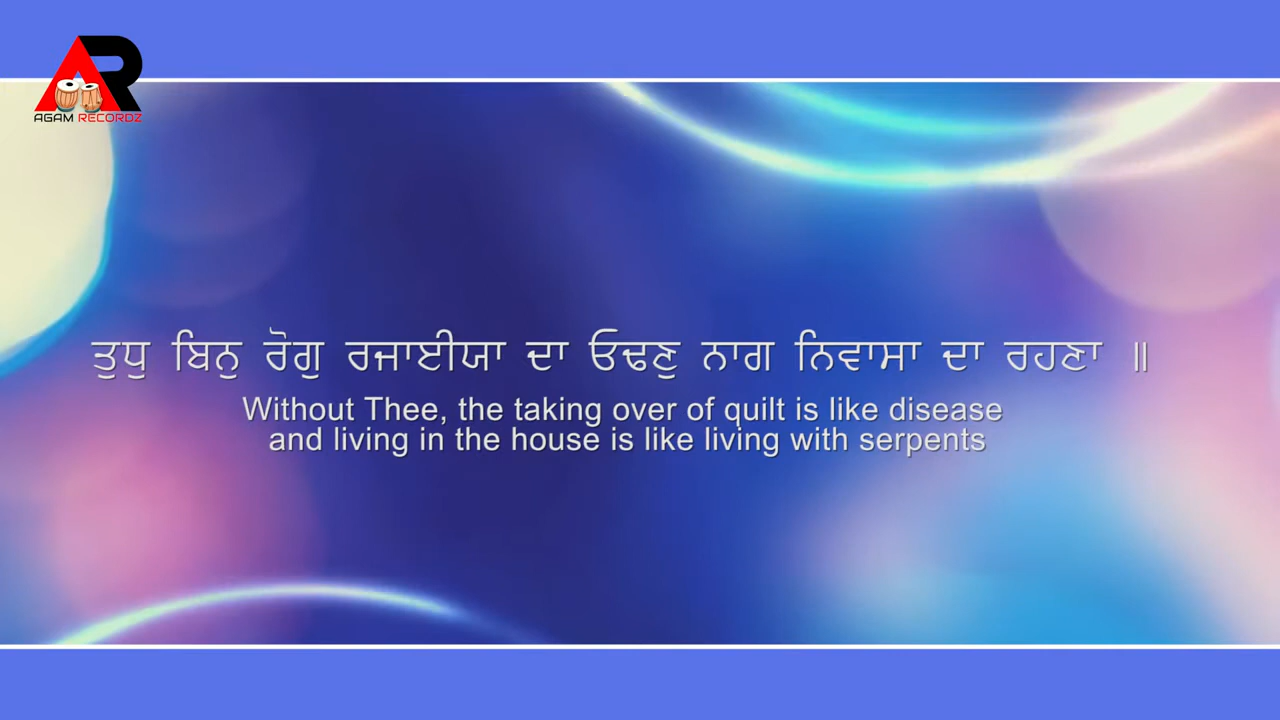 AGAM RECORDZ
ਤੁਧੁ ਬਿਨੁ ਰੋਗੁ ਰਜਾਈਯਾ ਦਾ ਓਢਣੁ ਨਾਗ ਨਿਵਾਸਾ ਦਾ ਰਹਣਾ ॥
Without Thee, the taking over of quilt is like disease
and living in the house is like living with serpents